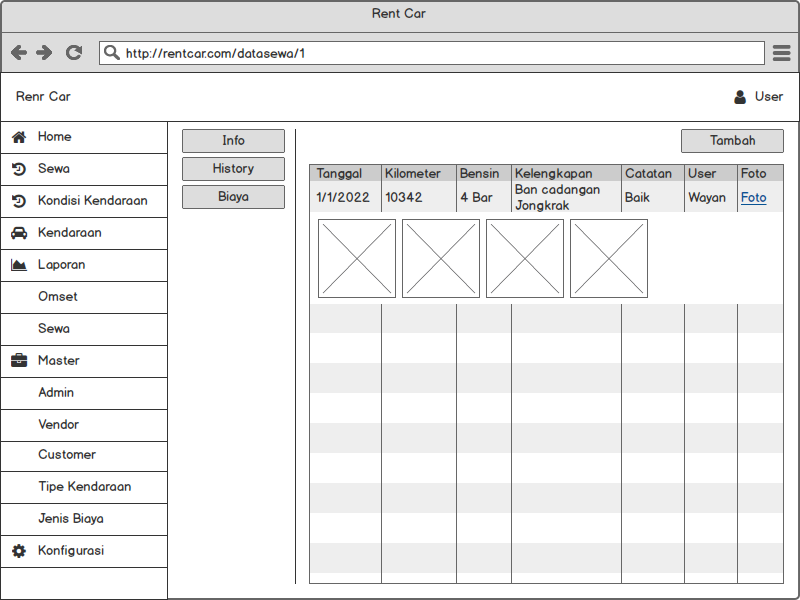 Rent Car
http://rentcar.com/datasewa/1
Renr Car
User
Home
Sewa
Kondisi Kendaraan
Kendaraan
Laporan
Omset
Sewa
Master
Admin
Vendor
Customer
Tipe Kendaraan
Jenis Biaya
Konfigurasi
Info
History
Biaya
Tambah
Tanggal Kilometer Bensin Kelengkapan Catatan User Foto
1/1/2022 10342 4 Bar Ban cadangan Baik Wayan Foto
Jongkrak